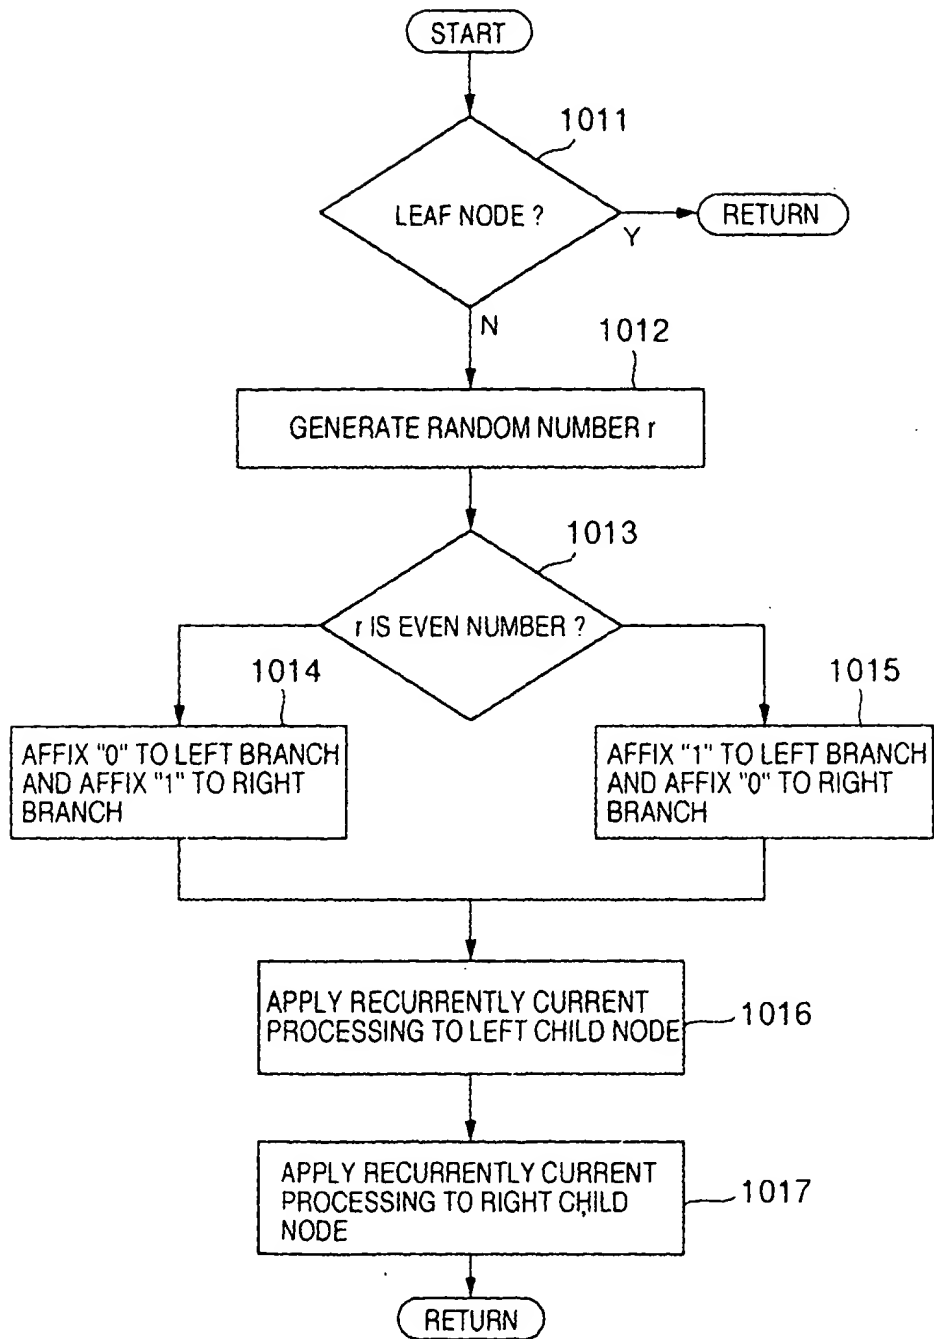 START
1011
LEAF NODE ?
Y
RETURN
N
1012
GENERATE RANDOM NUMBER r
1013
r IS EVEN NUMBER ?
1014
AFFIX "0" TO LEFT BRANCH
AND AFFIX "1" TO RIGHT
BRANCH
1015
AFFIX "1" TO LEFT BRANCH
AND AFFIX "0" TO RIGHT
BRANCH
APPLY RECURRENTLY CURRENT
PROCESSING TO LEFT CHILD NODE
1016
APPLY RECURRENTLY CURRENT
PROCESSING TO RIGHT CHILD
NODE
1017
RETURN